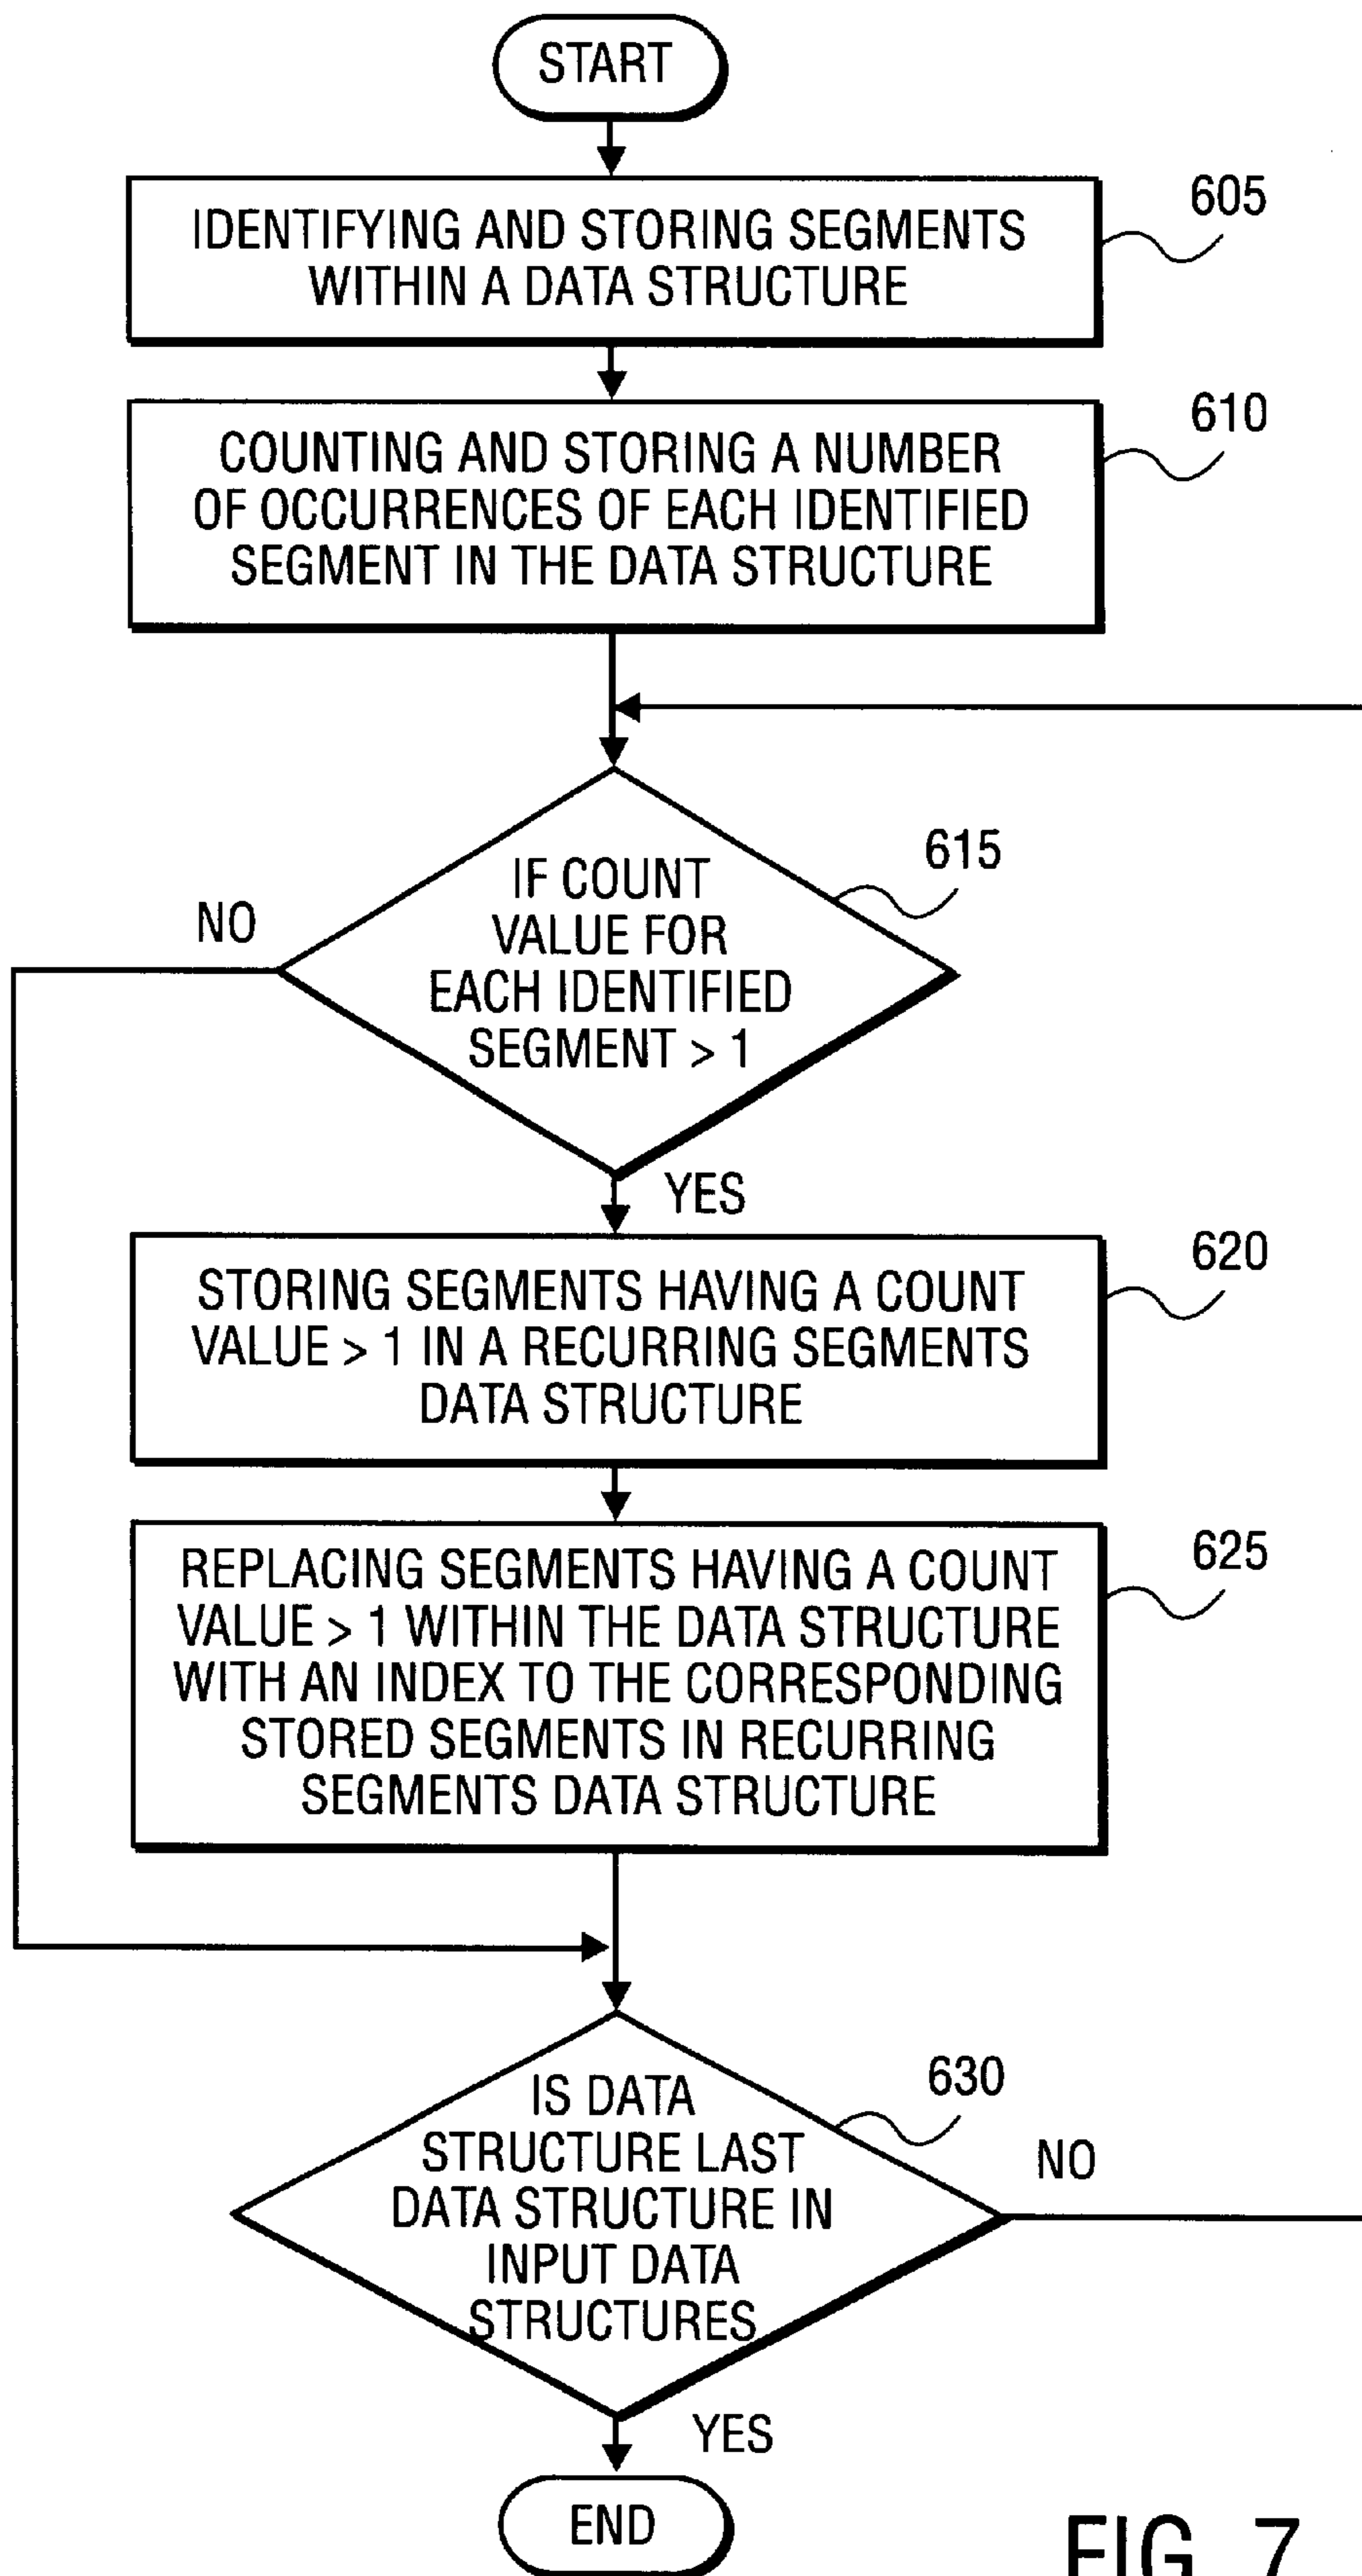 START
IDENTIFYING AND STORING SEGMENTS
WITHIN A DATA STRUCTURE
605
COUNTING AND STORING A NUMBER
OF OCCURRENCES OF EACH IDENTIFIED
SEGMENT IN THE DATA STRUCTURE
610
IF COUNT
VALUE FOR
EACH IDENTIFIED
SEGMENT > 1
615
NO
YES
STORING SEGMENTS HAVING A COUNT
VALUE > 1 IN A RECURRING SEGMENTS
DATA STRUCTURE
620
REPLACING SEGMENTS HAVING A COUNT
VALUE > 1 WITHIN THE DATA STRUCTURE
WITH AN INDEX TO THE CORRESPONDING
STORED SEGMENTS IN RECURRING
SEGMENTS DATA STRUCTURE
625
IS DATA
STRUCTURE LAST
DATA STRUCTURE IN
INPUT DATA
STRUCTURES
630
NO
YES
END
FIG. 7